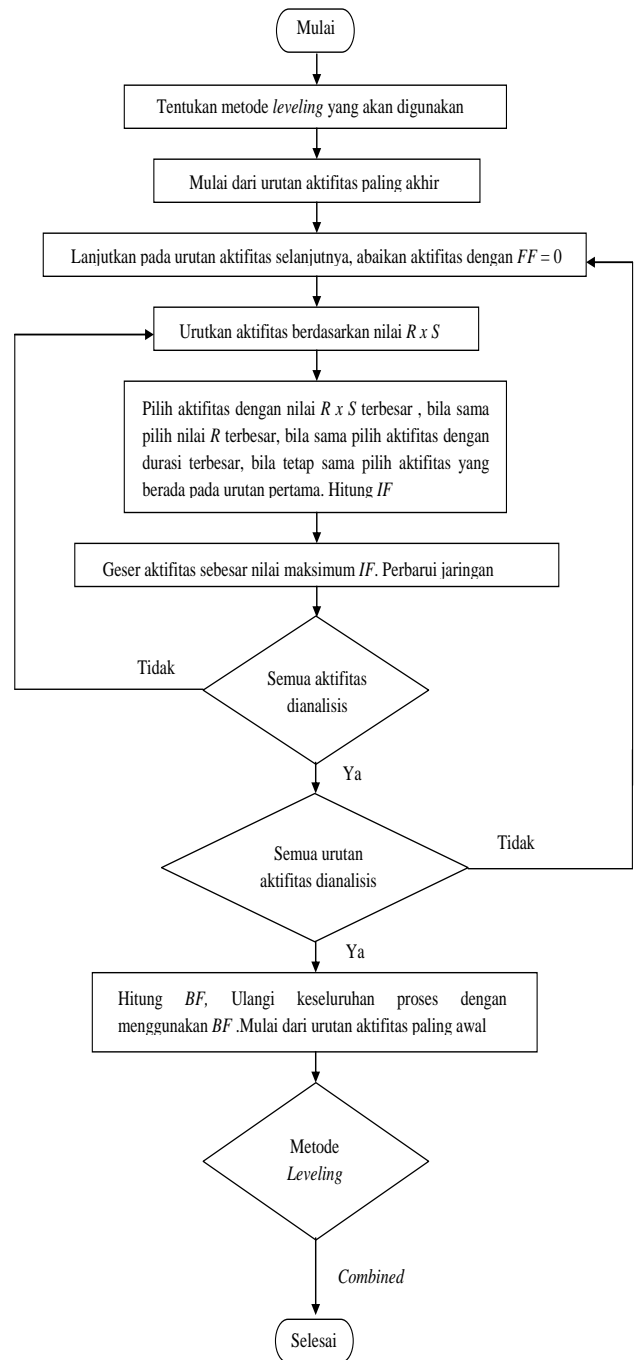 Mulai
Tentukan metode leveling yang akan digunakan
Mulai dari urutan aktifitas paling akhir
Lanjutkan pada urutan aktifitas selanjutnya, abaikan aktifitas dengan FF = 0
Urutkan aktifitas berdasarkan nilai R x S
Pilih aktifitas dengan nilai R x S terbesar , bila sama
pilih nilai R terbesar, bila sama pilih aktifitas dengan
durasi terbesar, bila tetap sama pilih aktifitas yang
berada pada urutan pertama. Hitung IF
Geser aktifitas sebesar nilai maksimum IF. Perbarui jaringan
Tidak
Semua aktifitas
dianalisis
Ya
Tidak
Semua urutan
aktifitas dianalisis
Ya
Hitung BF, Ulangi keseluruhan proses dengan
menggunakan BF .Mulai dari urutan aktifitas paling awal
Metode
Leveling
Combined
Selesai